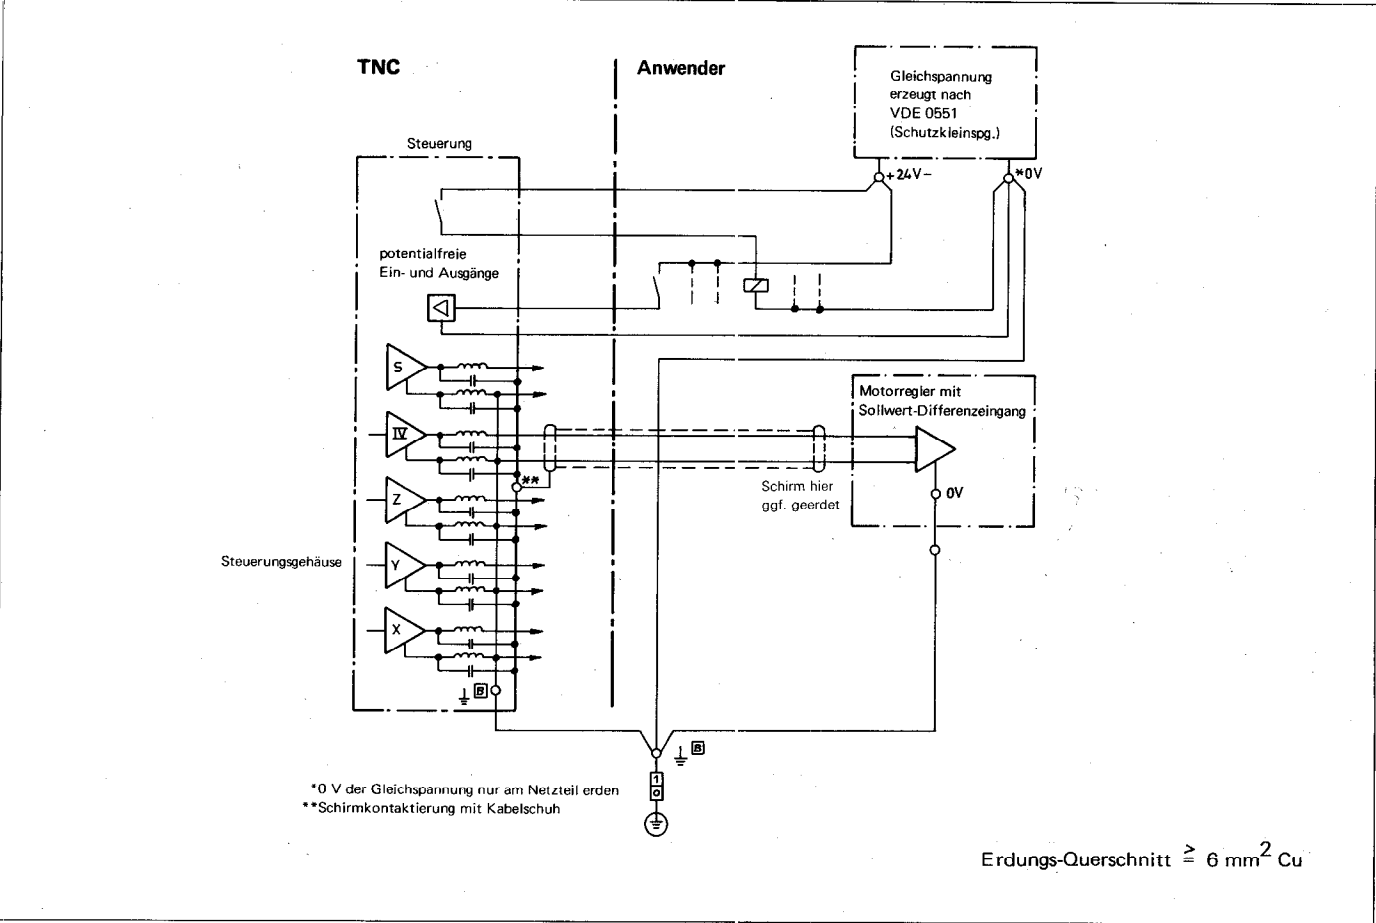 TNC
Anwender
Gleichspannung
erzeugt nach
VDE 0551
(Schutzkleinspg.)
Steuerung
+24V–
*0V
potentialfreie
Ein- und Ausgänge
S
Motorregler mit
Sollwert-Differenzeingang
IV
**
Schirm hier
ggf. geerdet
Z
0V
Steuerungsgehäuse
Y
X
B
B
1
0
*0 V der Gleichspannung nur am Netzteil erden
**Schirmkontaktierung mit Kabelschuh
Erdungs-Querschnitt ≧ 6 mm² Cu